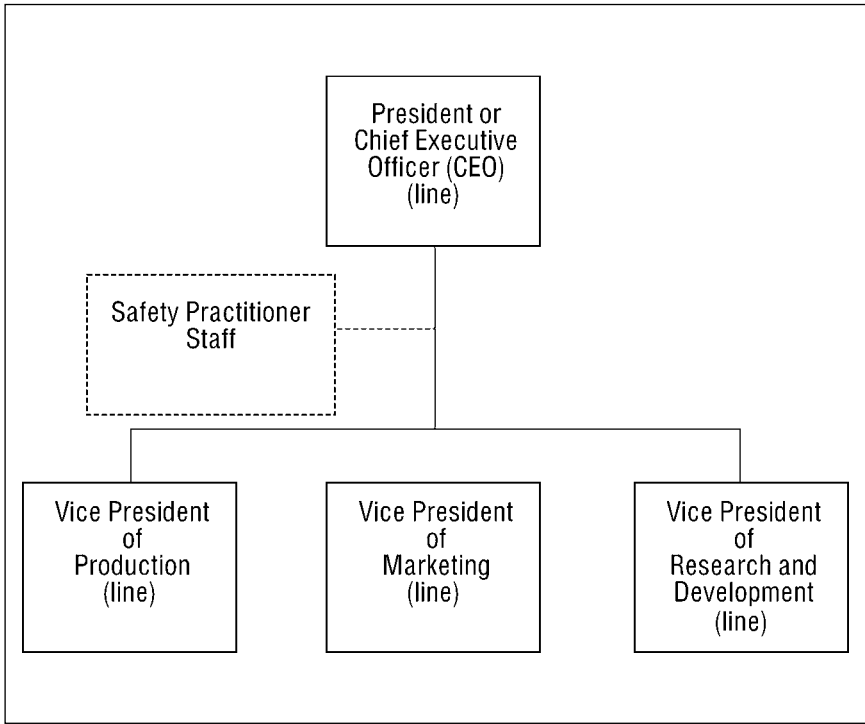 President or
Chief Executive
Officer (CEO)
(line)
Safety Practitioner
Staff
Vice President
of
Production
(line)
Vice President
of
Marketing
(line)
Vice President
of
Research and
Development
(line)